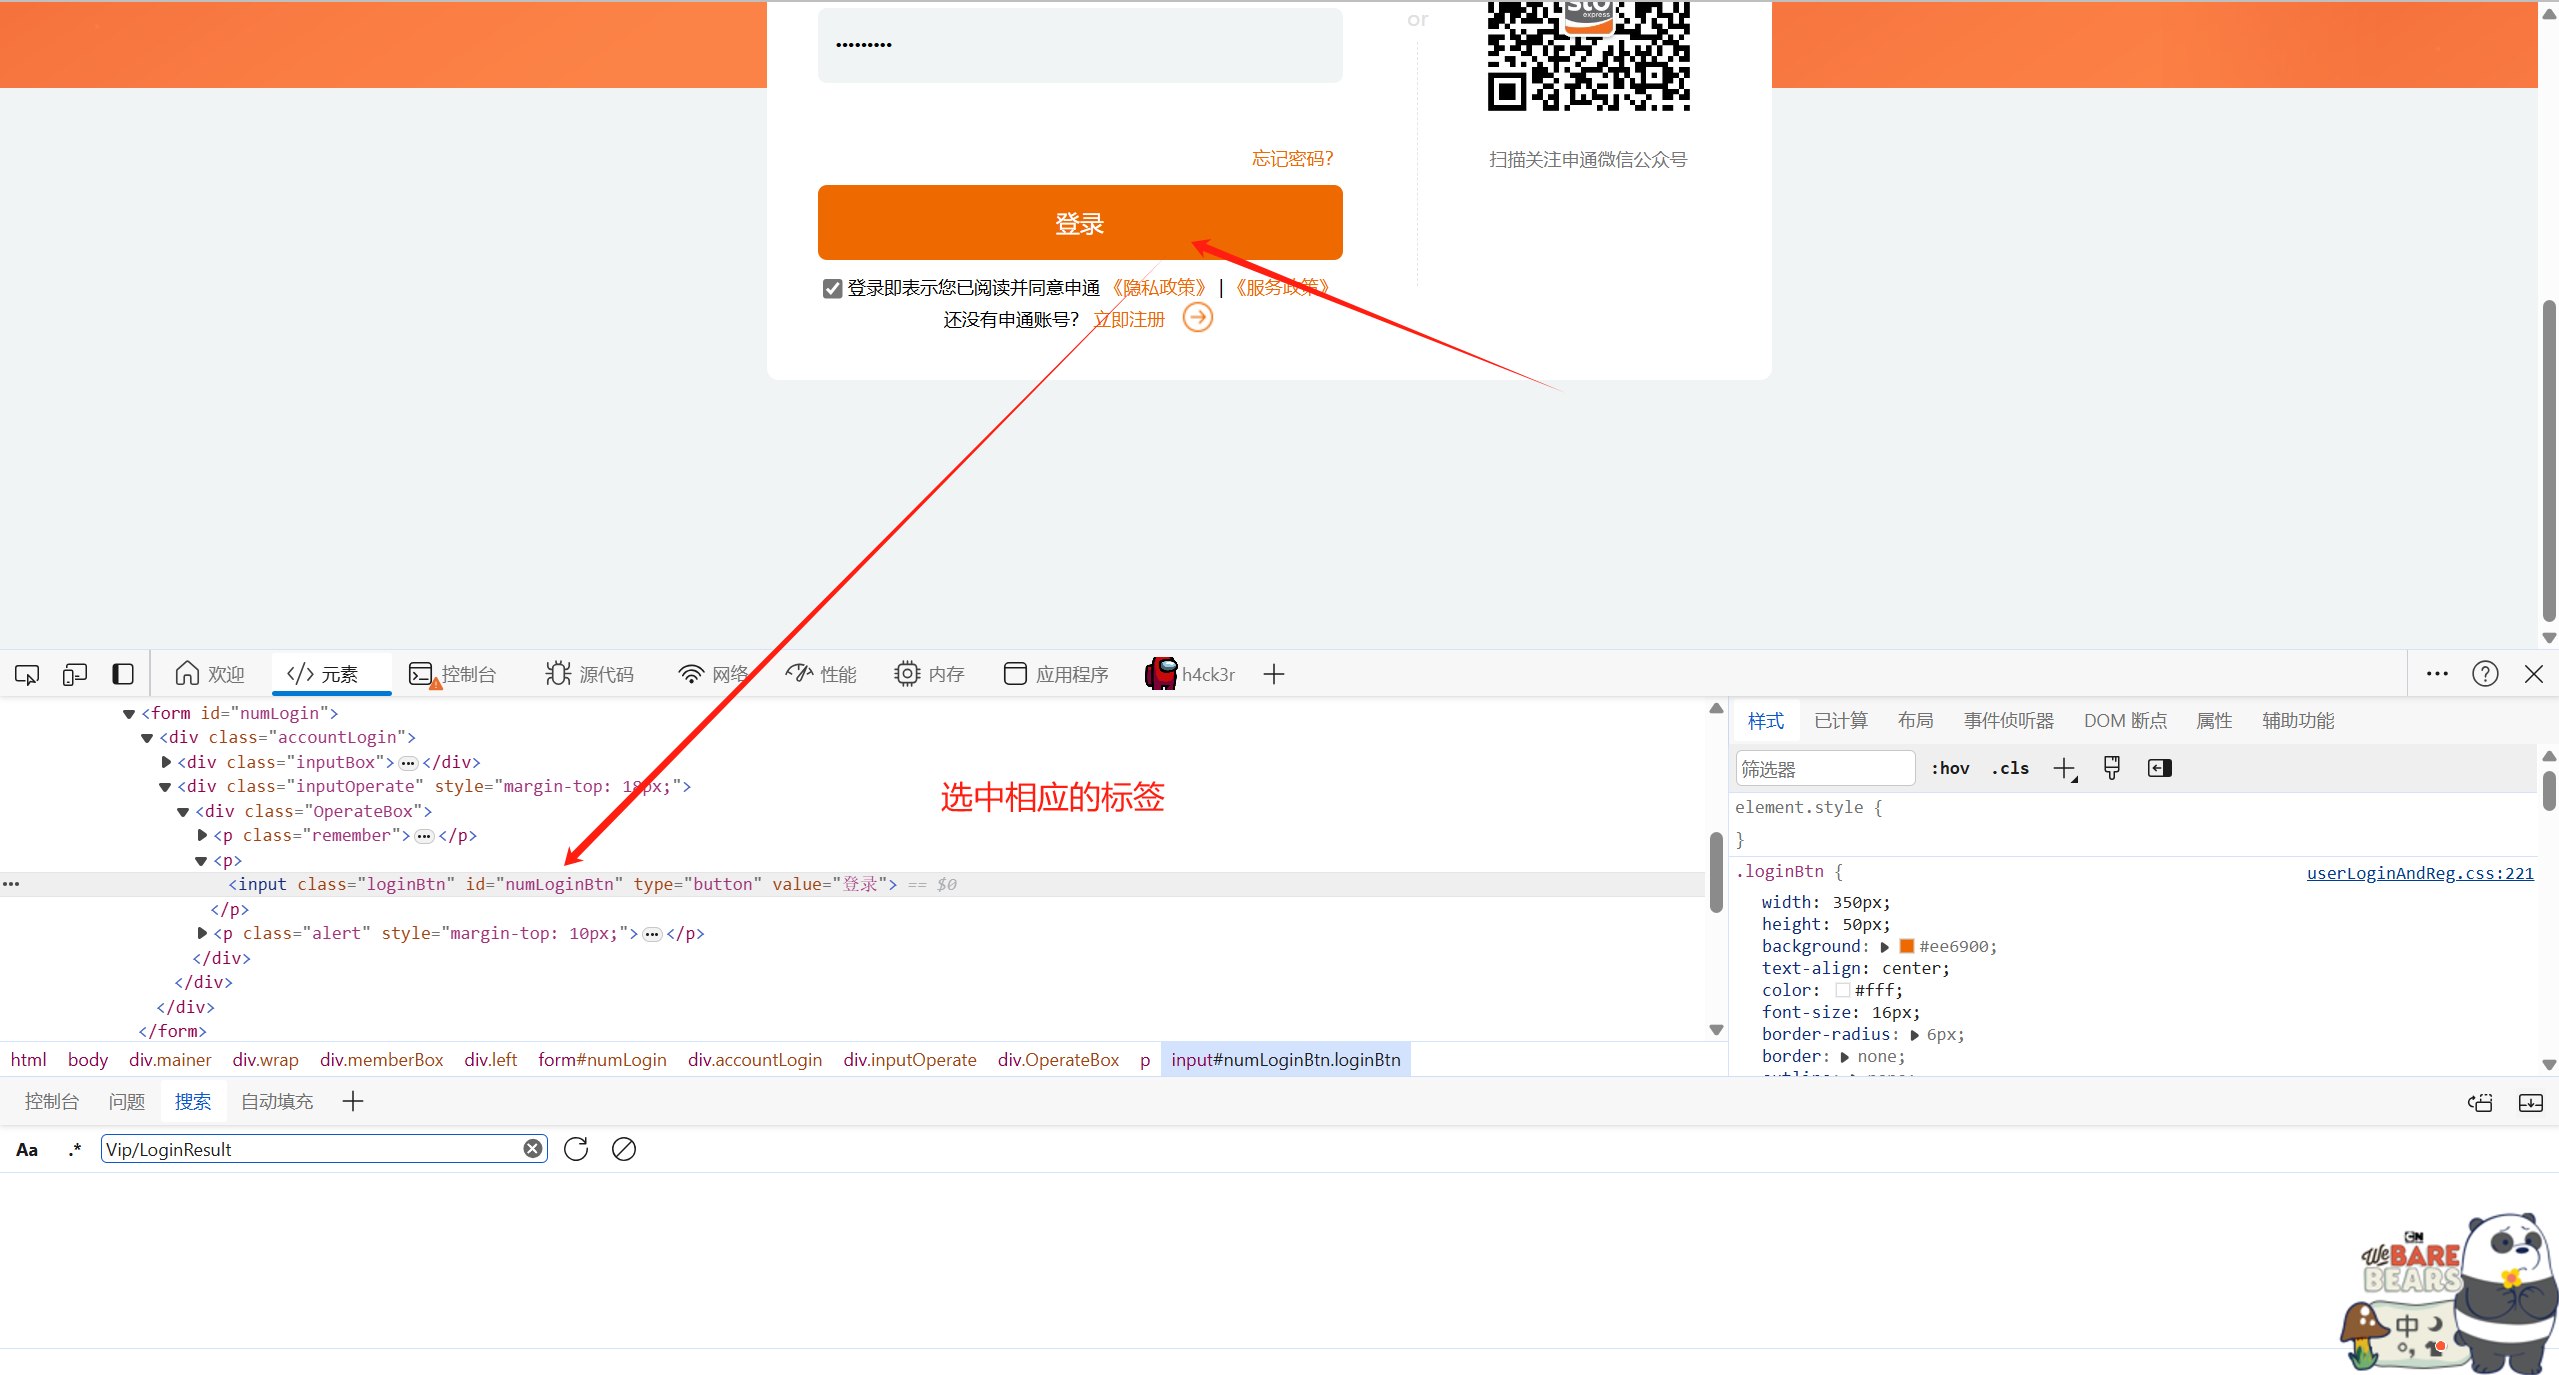 •••••••••
or
sto
express
忘记密码?
扫描关注申通微信公众号
登录
登录即表示您已阅读并同意申通 《隐私政策》 | 《服务政策》
还没有申通账号? 立即注册
欢迎 </> 元素 控制台 源代码 网络 性能 内存 应用程序 h4ck3r
<form id="numLogin">
<div class="accountLogin">
<div class="inputBox">…</div>
<div class="inputOperate" style="margin-top: 18px;">
<div class="OperateBox">
<p class="remember">…</p>
<p>
<input class="loginBtn" id="numLoginBtn" type="button" value="登录"> == $0
</p>
<p class="alert" style="margin-top: 10px;">…</p>
</div>
</div>
</div>
</form>
选中相应的标签
样式 已计算 布局 事件侦听器 DOM 断点 属性 辅助功能
筛选器 :hov .cls
element.style {
}
.loginBtn { userLoginAndReg.css:221
width: 350px;
height: 50px;
background: #ee6900;
text-align: center;
color: #fff;
font-size: 16px;
border-radius: 6px;
border: none;
html body div.mainer div.wrap div.memberBox div.left form#numLogin div.accountLogin div.inputOperate div.OperateBox p input#numLoginBtn.loginBtn
控制台 问题 搜索 自动填充
Aa .* Vip/LoginResult
CN
We BARE
BEARS
中